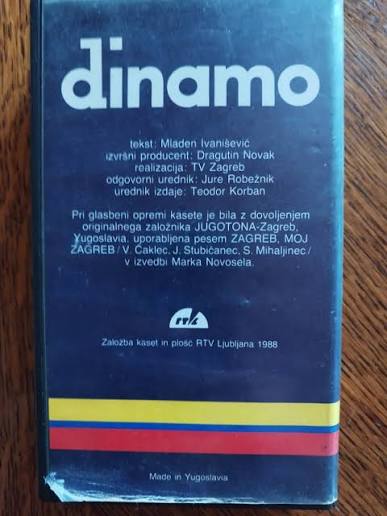 dinamo
tekst: Mladen Ivanišević
izvršni producent: Dragutin Novak
realizacija: TV Zagreb
odgovorni urednik: Jure Robežnik
urednik izdaje: Teodor Korban
Pri glasbeni opremi kasete je bila z dovoljenjem
originalnega založnika JUGOTONA-Zagreb,
Yugoslavia, uporabljena pesem ZAGREB, MOJ
ZAGREB / V. Čaklec, J. Stubičanec, S. Mihaljinec /
v izvedbi Marka Novosela.
Založba kaset in plošč RTV Ljubljana 1988
Made in Yugoslavia